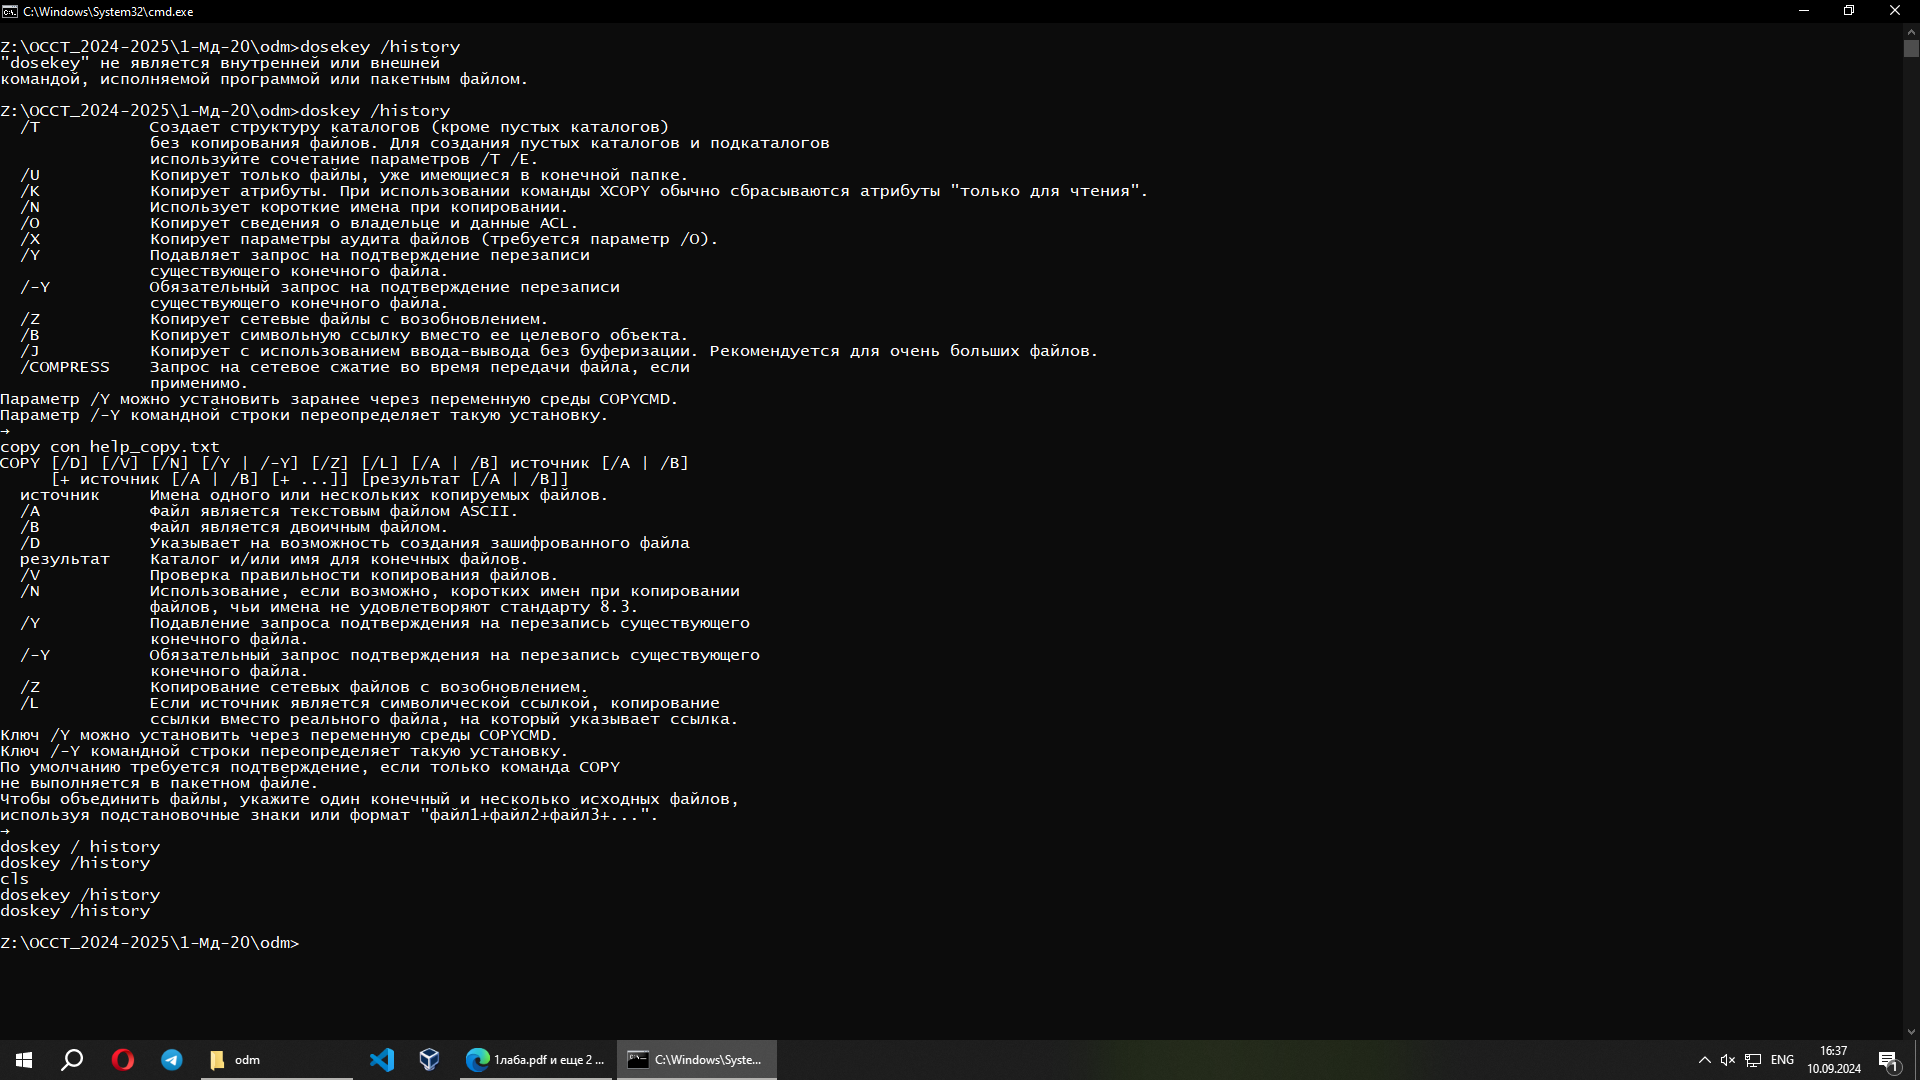 C:\Windows\System32\cmd.exe
Z:\ОССТ_2024-2025\1-Мд-20\odm>dosekey /history
"dosekey" не является внутренней или внешней
командой, исполняемой программой или пакетным файлом.
Z:\ОССТ_2024-2025\1-Мд-20\odm>doskey /history
/T Создает структуру каталогов (кроме пустых каталогов)
без копирования файлов. Для создания пустых каталогов и подкаталогов
используйте сочетание параметров /T /E.
/U Копирует только файлы, уже имеющиеся в конечной папке.
/K Копирует атрибуты. При использовании команды XCOPY обычно сбрасываются атрибуты "только для чтения".
/N Использует короткие имена при копировании.
/O Копирует сведения о владельце и данные ACL.
/X Копирует параметры аудита файлов (требуется параметр /O).
/Y Подавляет запрос на подтверждение перезаписи
существующего конечного файла.
/-Y Обязательный запрос на подтверждение перезаписи
существующего конечного файла.
/Z Копирует сетевые файлы с возобновлением.
/B Копирует символьную ссылку вместо ее целевого объекта.
/J Копирует с использованием ввода-вывода без буферизации. Рекомендуется для очень больших файлов.
/COMPRESS Запрос на сетевое сжатие во время передачи файла, если
применимо.
Параметр /Y можно установить заранее через переменную среды COPYCMD.
Параметр /-Y командной строки переопределяет такую установку.
→
copy con help_copy.txt
COPY [/D] [/V] [/N] [/Y | /-Y] [/Z] [/L] [/A | /B] источник [/A | /B]
[+ источник [/A | /B] [+ ...]] [результат [/A | /B]]
источник Имена одного или нескольких копируемых файлов.
/A Файл является текстовым файлом ASCII.
/B Файл является двоичным файлом.
/D Указывает на возможность создания зашифрованного файла
результат Каталог и/или имя для конечных файлов.
/V Проверка правильности копирования файлов.
/N Использование, если возможно, коротких имен при копировании
файлов, чьи имена не удовлетворяют стандарту 8.3.
/Y Подавление запроса подтверждения на перезапись существующего
конечного файла.
/-Y Обязательный запрос подтверждения на перезапись существующего
конечного файла.
/Z Копирование сетевых файлов с возобновлением.
/L Если источник является символической ссылкой, копирование
ссылки вместо реального файла, на который указывает ссылка.
Ключ /Y можно установить через переменную среды COPYCMD.
Ключ /-Y командной строки переопределяет такую установку.
По умолчанию требуется подтверждение, если только команда COPY
не выполняется в пакетном файле.
Чтобы объединить файлы, укажите один конечный и несколько исходных файлов,
используя подстановочные знаки или формат "файл1+файл2+файл3+...".
→
doskey / history
doskey /history
cls
dosekey /history
doskey /history
Z:\ОССТ_2024-2025\1-Мд-20\odm>
odm
1лаба.pdf и еще 2 ...
C:\Windows\Syste...
ENG
16:37
10.09.2024
1